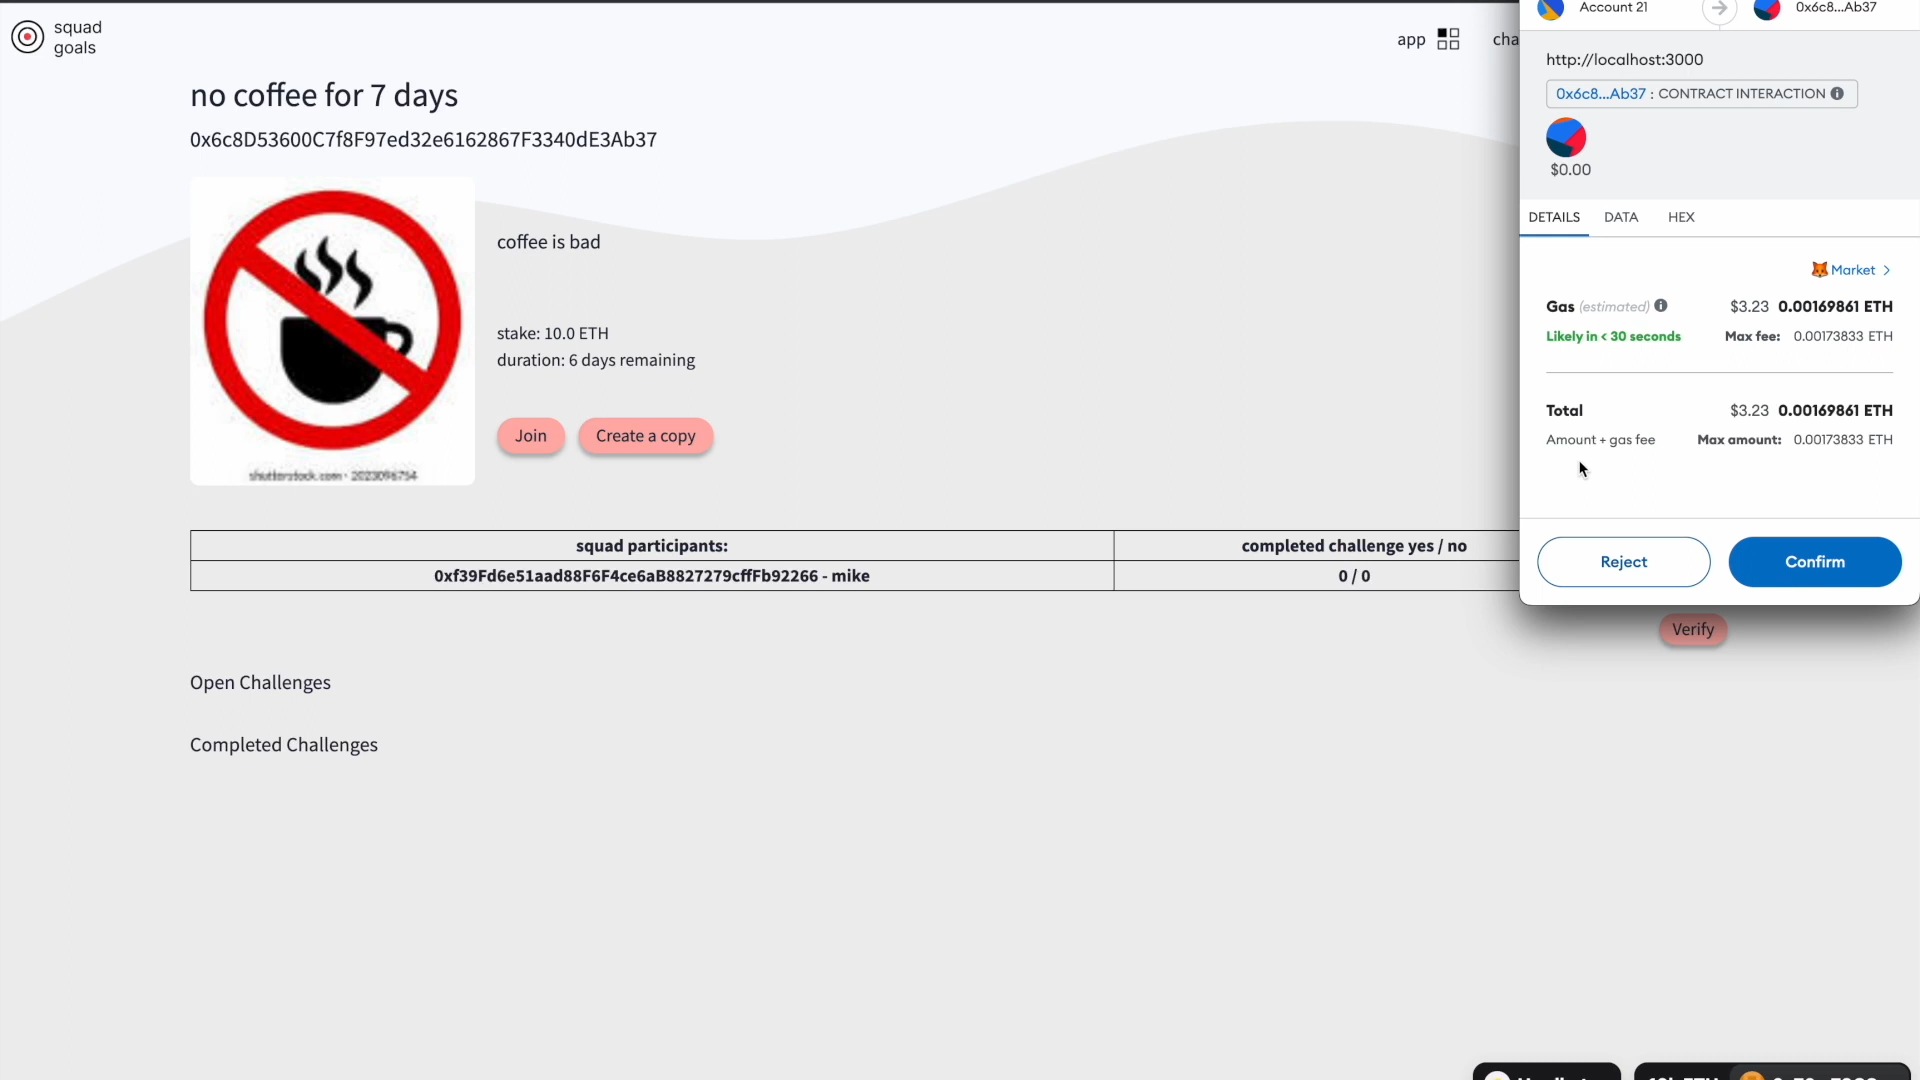 squad
goals
app
cha
no coffee for 7 days
0x6c8D53600C7f8F97ed32e6162867F3340dE3Ab37
shutterstock.com · 2023096754
coffee is bad
stake: 10.0 ETH
duration: 6 days remaining
Join
Create a copy
squad participants:
completed challenge yes / no
0xf39Fd6e51aad88F6F4ce6aB8827279cffFb92266 - mike
0 / 0
Verify
Open Challenges
Completed Challenges
Account 21
0x6c8...Ab37
http://localhost:3000
0x6c8...Ab37 : CONTRACT INTERACTION
$0.00
DETAILS
DATA
HEX
Market >
Gas (estimated)
$3.23 0.00169861 ETH
Likely in < 30 seconds
Max fee: 0.00173833 ETH
Total
$3.23 0.00169861 ETH
Amount + gas fee
Max amount: 0.00173833 ETH
Reject
Confirm